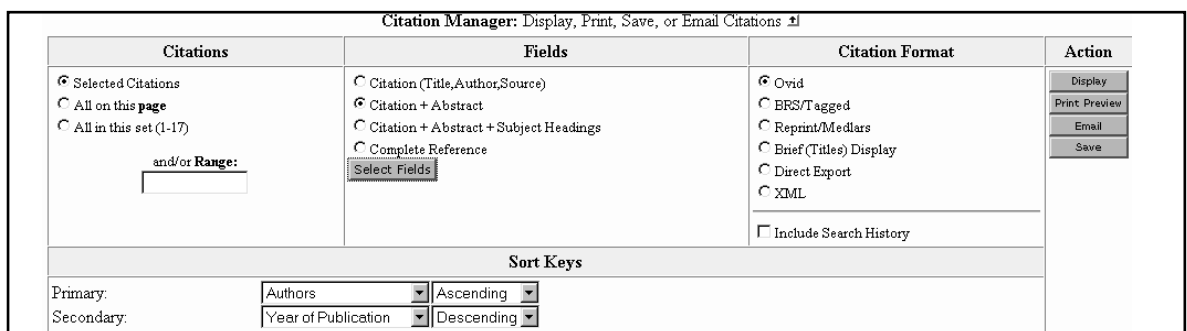 Citation Manager: Display, Print, Save, or Email Citations
Citations
Fields
Citation Format
Action
Selected Citations
All on this page
All in this set (1-17)
and/or Range:
Citation (Title,Author,Source)
Citation + Abstract
Citation + Abstract + Subject Headings
Complete Reference
Select Fields
Ovid
BRS/Tagged
Reprint/Medlars
Brief (Titles) Display
Direct Export
XML
Include Search History
Display
Print Preview
Email
Save
Sort Keys
Primary: Authors Ascending
Secondary: Year of Publication Descending